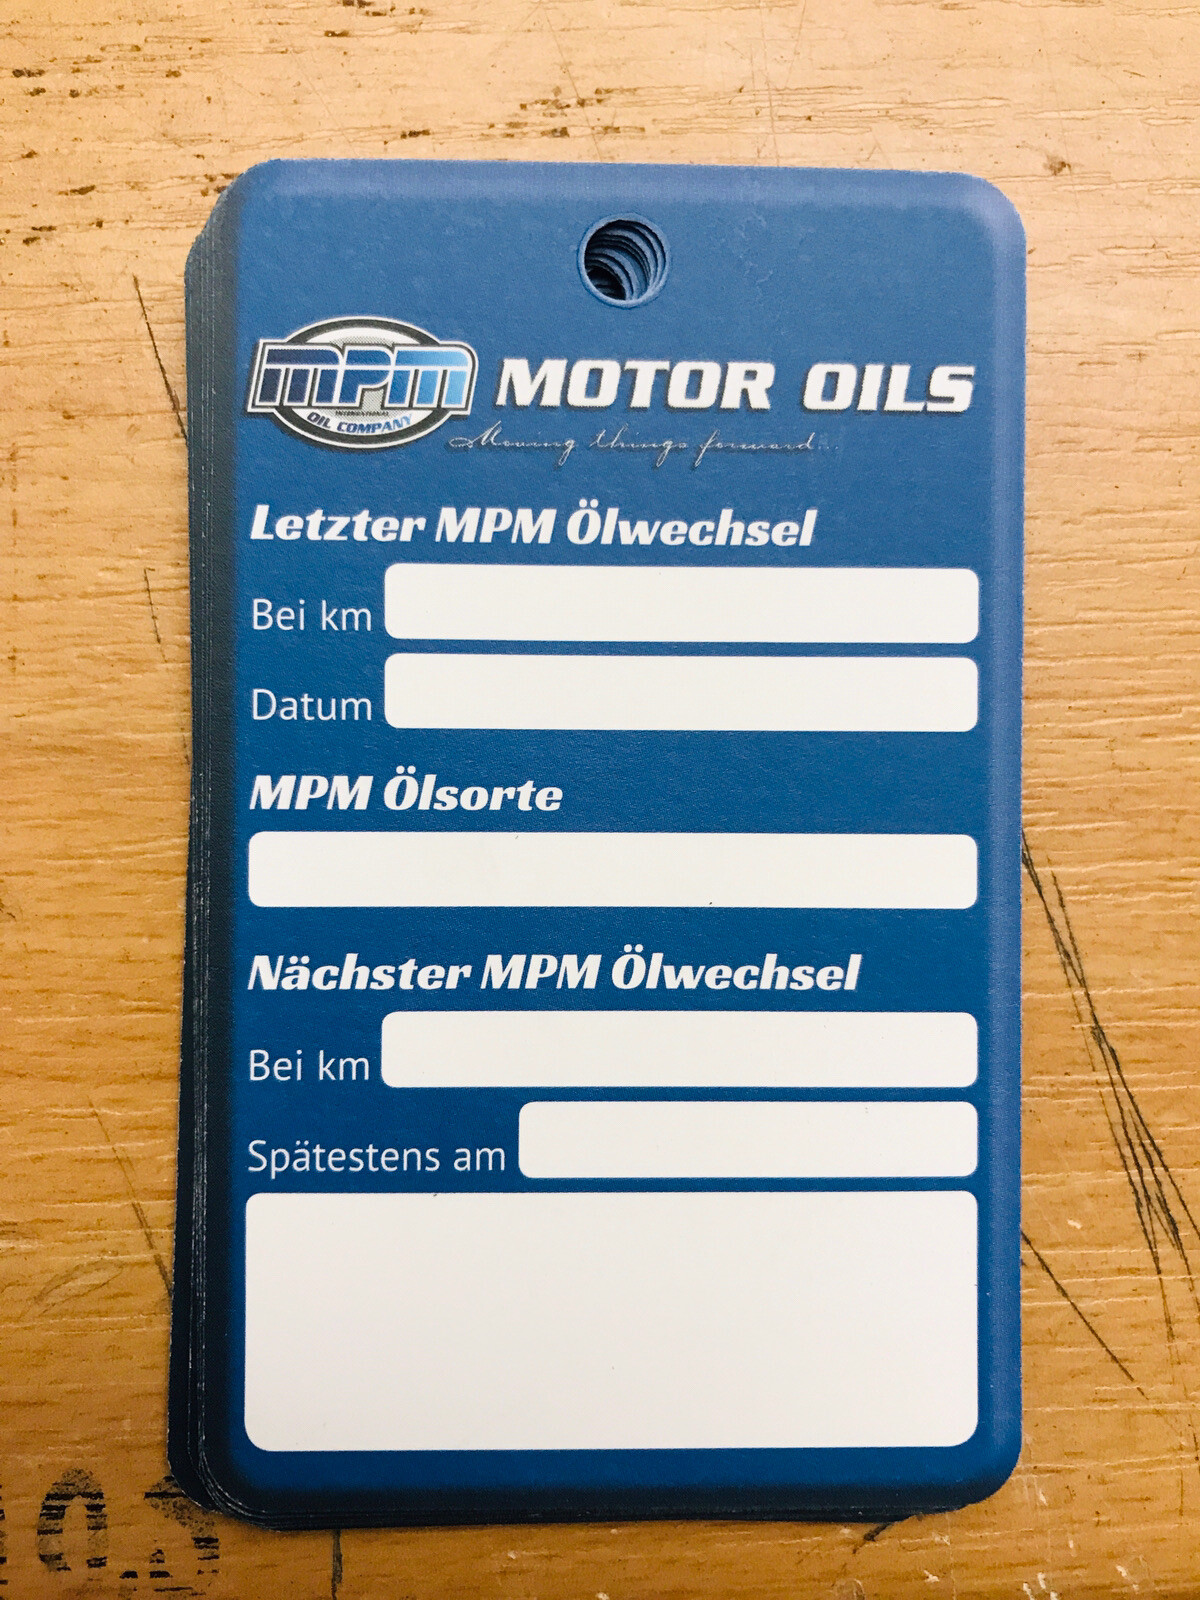 mpm
INTERNATIONAL
OIL COMPANY
MOTOR OILS
Moving things forward...
Letzter MPM Ölwechsel
Bei km
Datum
MPM Ölsorte
Nächster MPM Ölwechsel
Bei km
Spätestens am